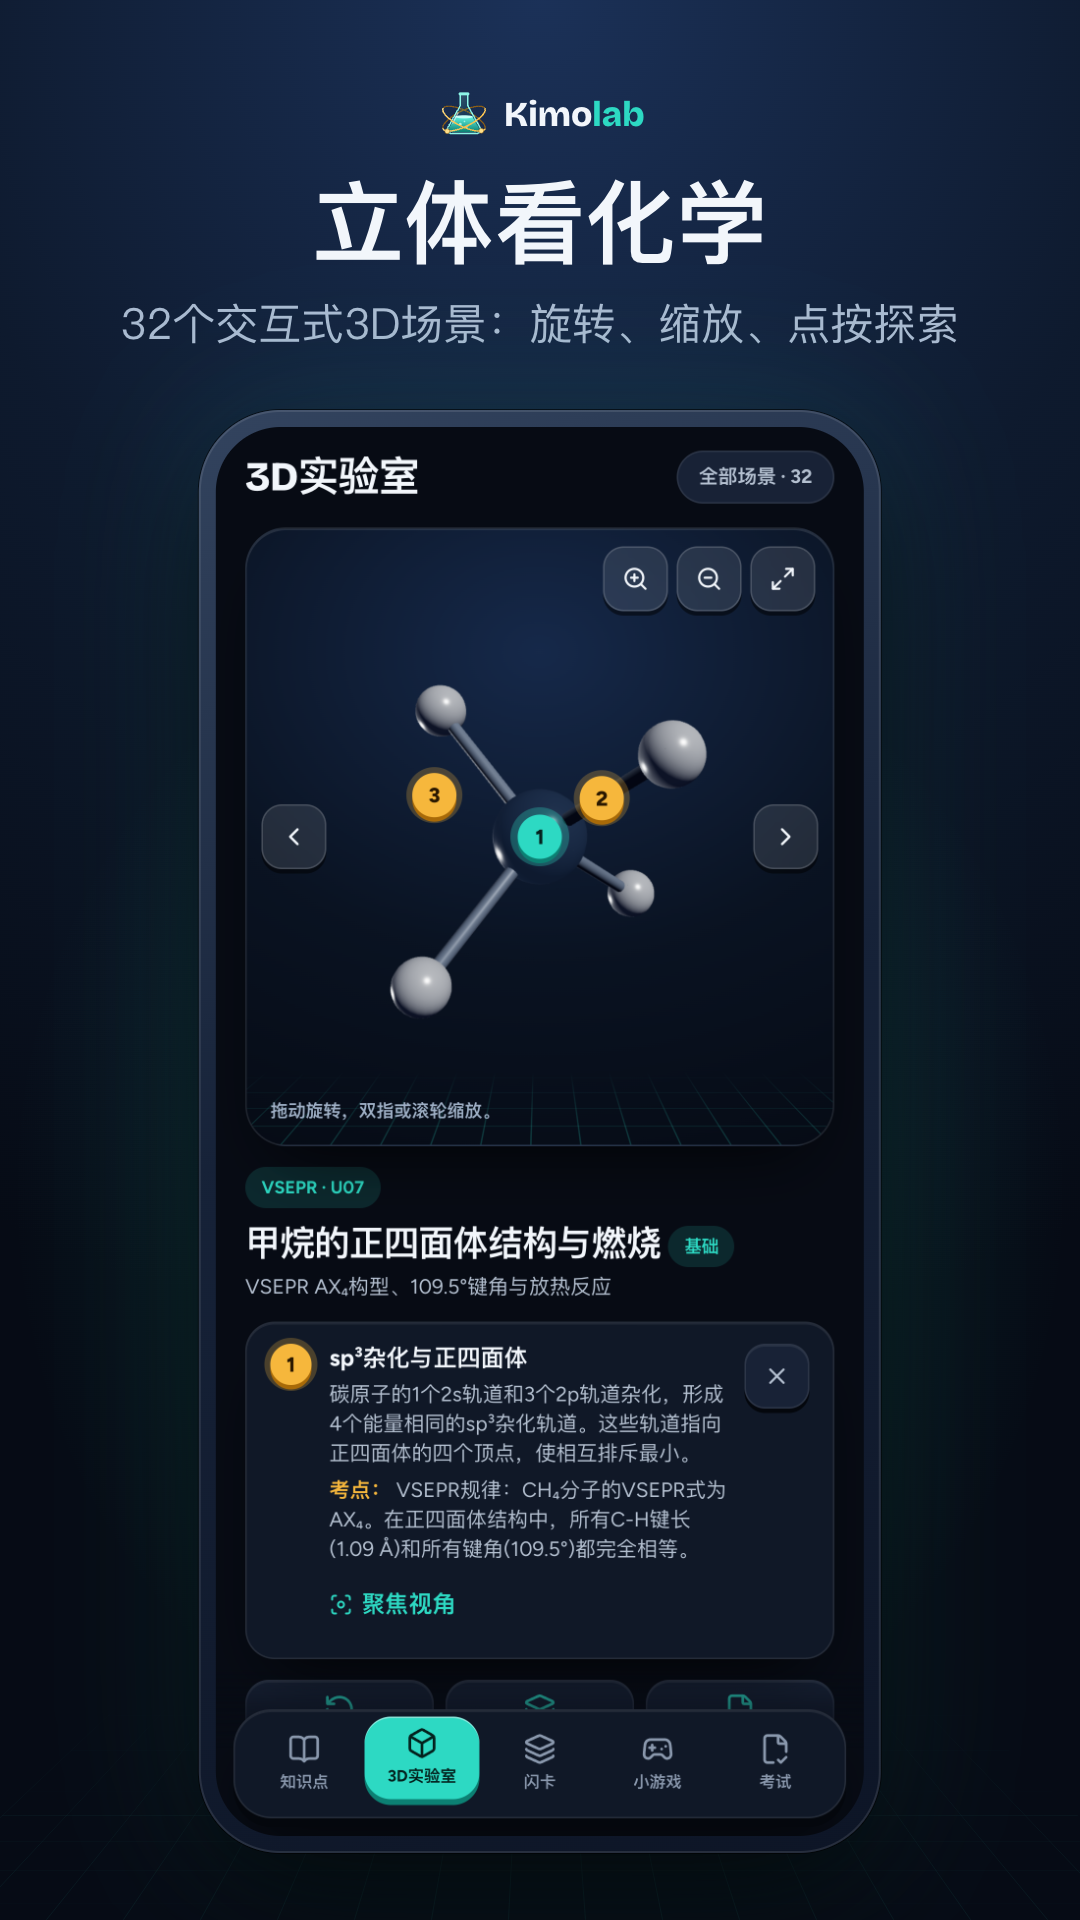 Kimolab
立体看化学
32个交互式3D场景：旋转、缩放、点按探索
3D实验室
全部场景 · 32
3
2
1
拖动旋转，双指或滚轮缩放。
VSEPR · U07
甲烷的正四面体结构与燃烧
基础
VSEPR AX₄构型、109.5°键角与放热反应
1
sp³杂化与正四面体
碳原子的1个2s轨道和3个2p轨道杂化，形成
4个能量相同的sp³杂化轨道。这些轨道指向
正四面体的四个顶点，使相互排斥最小。
考点： VSEPR规律：CH₄分子的VSEPR式为
AX₄。在正四面体结构中，所有C-H键长
(1.09 Å)和所有键角(109.5°)都完全相等。
聚焦视角
知识点
3D实验室
闪卡
小游戏
考试